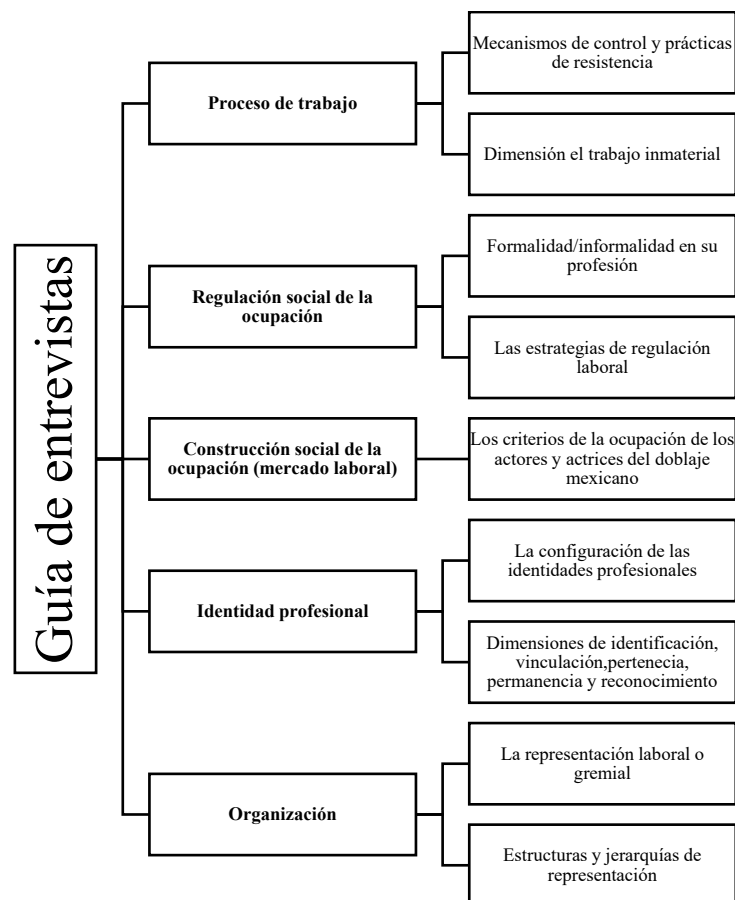 Guía de entrevistas
Proceso de trabajo
Mecanismos de control y prácticas
de resistencia
Dimensión el trabajo inmaterial
Regulación social de la
ocupación
Formalidad/informalidad en su
profesión
Las estrategias de regulación
laboral
Construcción social de la
ocupación (mercado laboral)
Los criterios de la ocupación de los
actores y actrices del doblaje
mexicano
Identidad profesional
La configuración de las
identidades profesionales
Dimensiones de identificación,
vinculación,pertenecia,
permanencia y reconocimiento
Organización
La representación laboral o
gremial
Estructuras y jerarquías de
representación